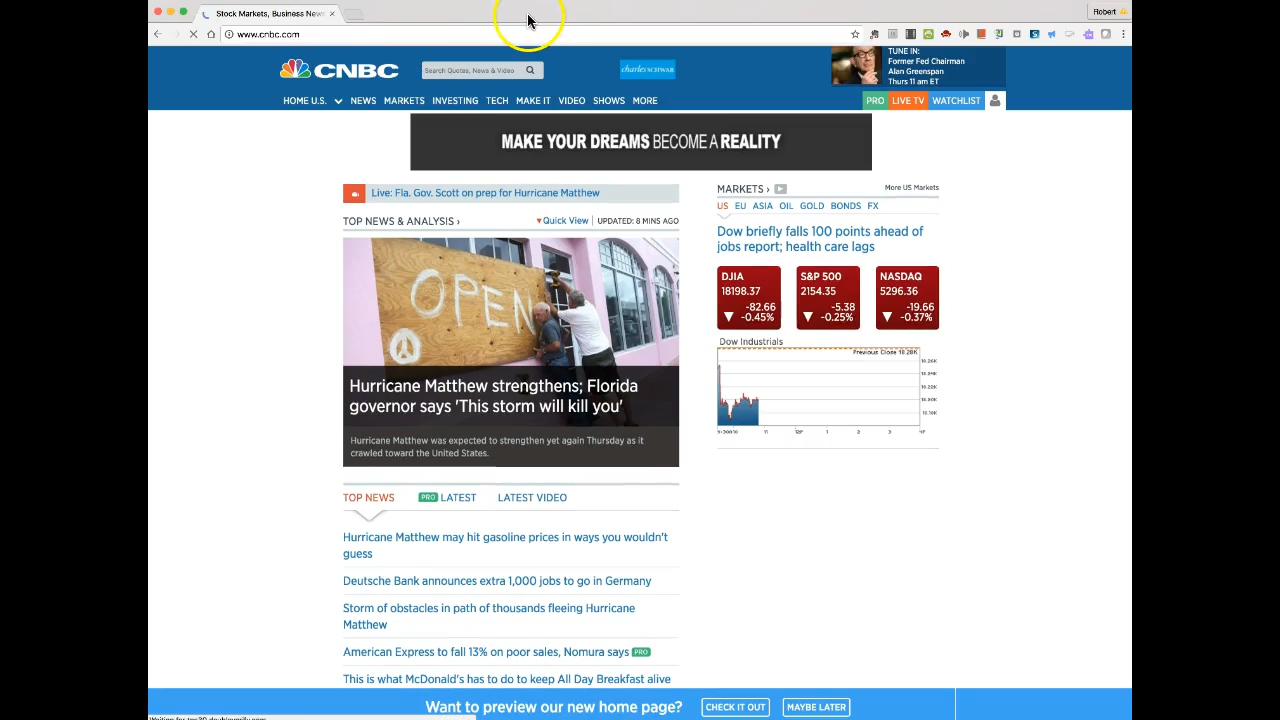 Stock Markets, Business News
Robert
www.cnbc.com
CNBC
Search Quotes, News & Video
charles SCHWAB
TUNE IN:
Former Fed Chairman
Alan Greenspan
Thurs 11 am ET
HOME U.S. NEWS MARKETS INVESTING TECH MAKE IT VIDEO SHOWS MORE
PRO LIVE TV WATCHLIST
MAKE YOUR DREAMS BECOME A REALITY
Live: Fla. Gov. Scott on prep for Hurricane Matthew
TOP NEWS & ANALYSIS › Quick View UPDATED: 8 MINS AGO
OPEN
Hurricane Matthew strengthens; Florida
governor says 'This storm will kill you'
Hurricane Matthew was expected to strengthen yet again Thursday as it
crawled toward the United States.
TOP NEWS PRO LATEST LATEST VIDEO
Hurricane Matthew may hit gasoline prices in ways you wouldn't
guess
Deutsche Bank announces extra 1,000 jobs to go in Germany
Storm of obstacles in path of thousands fleeing Hurricane
Matthew
American Express to fall 13% on poor sales, Nomura says PRO
This is what McDonald's has to do to keep All Day Breakfast alive
MARKETS › More US Markets
US EU ASIA OIL GOLD BONDS FX
Dow briefly falls 100 points ahead of
jobs report; health care lags
DJIA
18198.37
-82.66
-0.45%
S&P 500
2154.35
-5.38
-0.25%
NASDAQ
5296.36
-19.66
-0.37%
Dow Industrials
Previous Close 18.28K
11 12P 1 2 3 4P
Want to preview our new home page? CHECK IT OUT MAYBE LATER